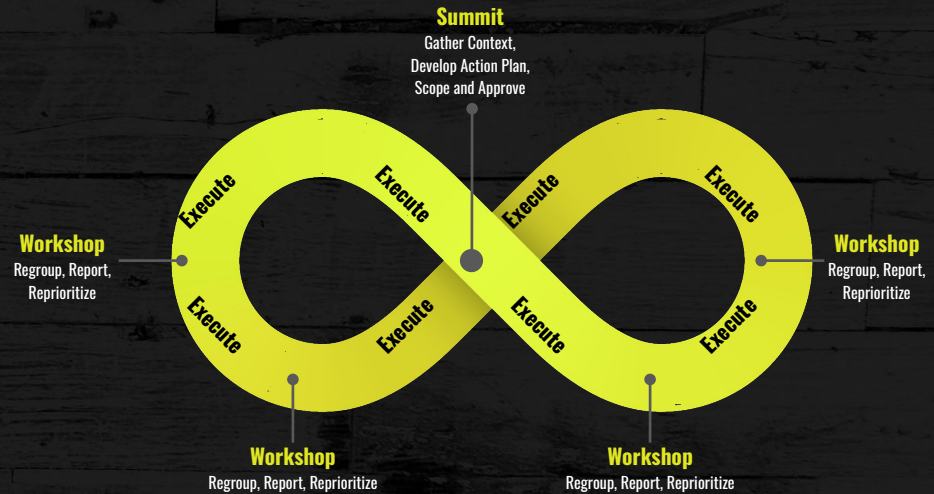 Summit
Gather Context,
Develop Action Plan,
Scope and Approve
Execute
Execute
Execute
Execute
Workshop
Regroup, Report,
Reprioritize
Workshop
Regroup, Report,
Reprioritize
Execute
Execute
Execute
Execute
Workshop
Regroup, Report, Reprioritize
Workshop
Regroup, Report, Reprioritize